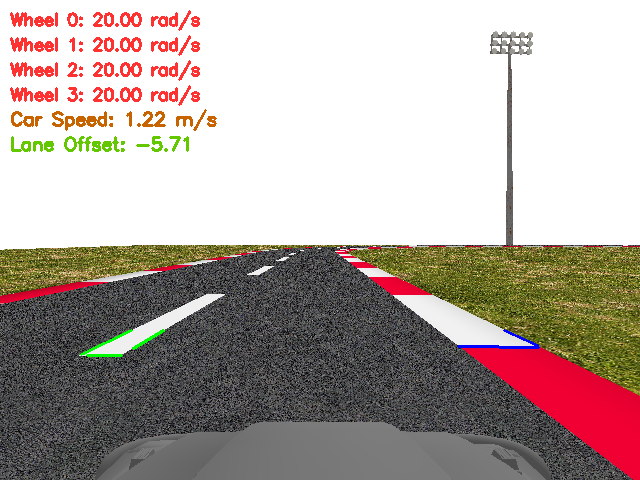 Wheel 0: 20.00 rad/s
Wheel 1: 20.00 rad/s
Wheel 2: 20.00 rad/s
Wheel 3: 20.00 rad/s
Car Speed: 1.22 m/s
Lane Offset: -5.71